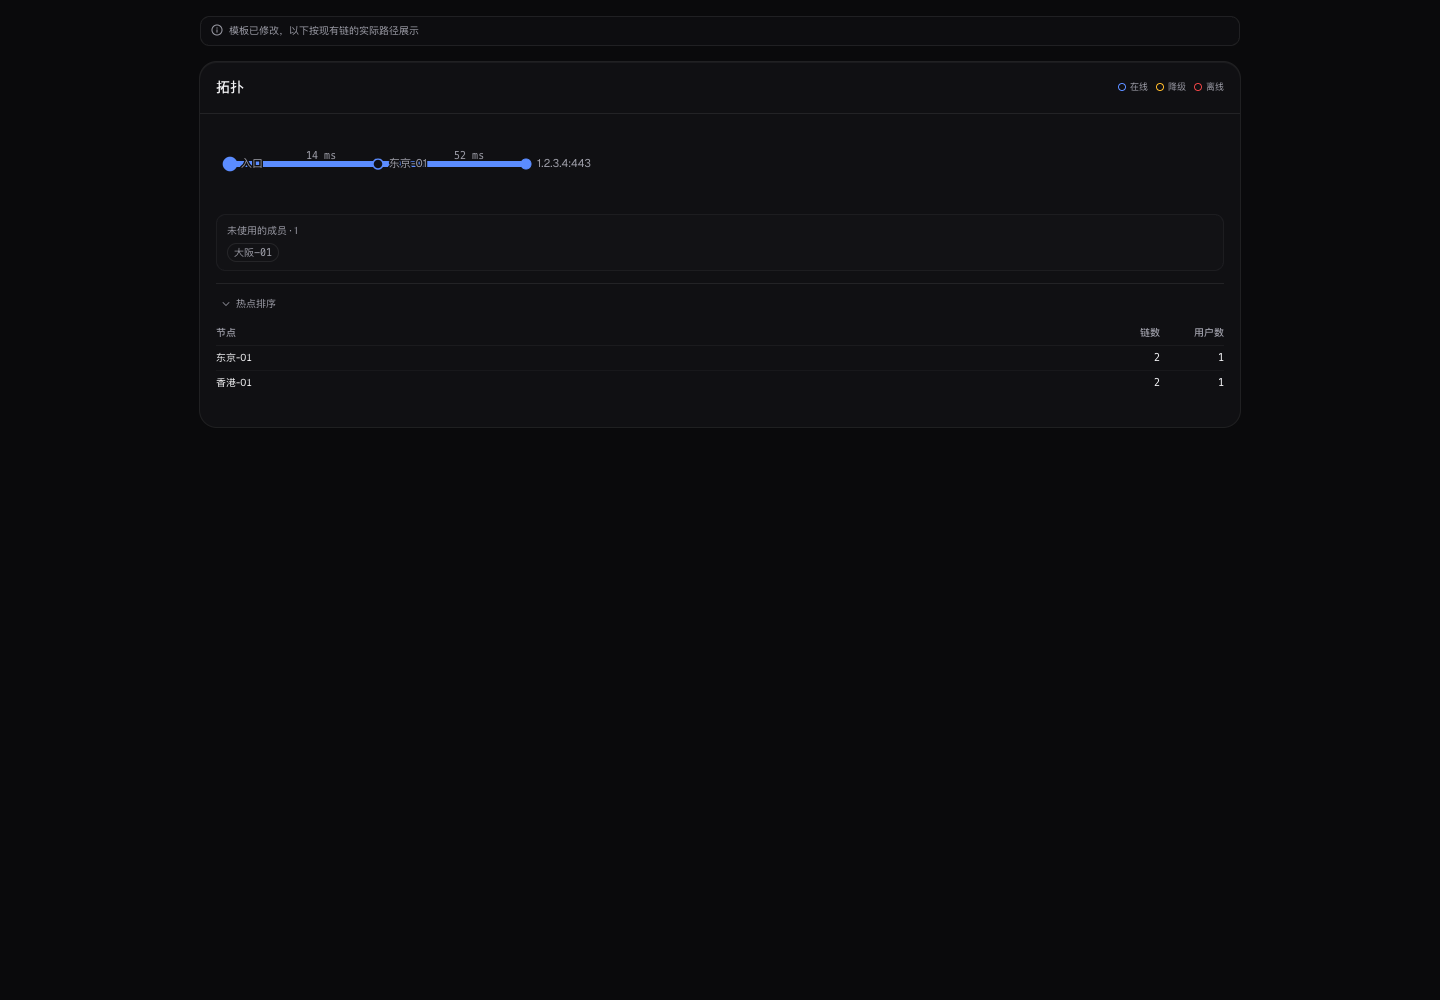 模板已修改，以下按现有链的实际路径展示
拓扑
在线 降级 离线
14 ms 52 ms
入口 东京-01 1.2.3.4:443
未使用的成员 · 1
大阪-01
热点排序
节点 链数 用户数
东京-01 2 1
香港-01 2 1